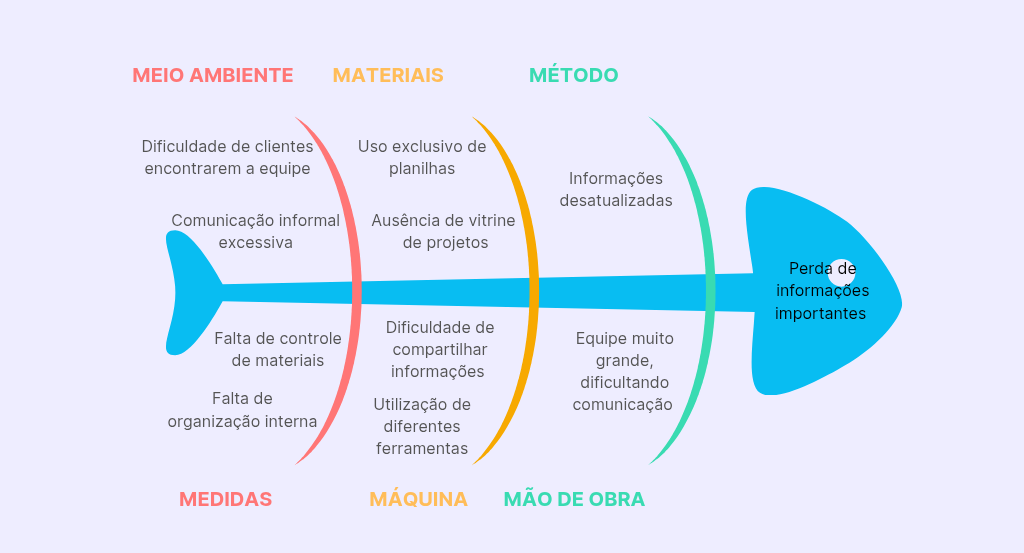 MEIO AMBIENTE
MATERIAIS
MÉTODO
Dificuldade de clientes
encontrarem a equipe
Comunicação informal
excessiva
Uso exclusivo de
planilhas
Ausência de vitrine
de projetos
Informações
desatualizadas
Perda de
informações
importantes
Falta de controle
de materiais
Falta de
organização interna
Dificuldade de
compartilhar
informações
Utilização de
diferentes
ferramentas
Equipe muito
grande,
dificultando
comunicação
MEDIDAS
MÁQUINA
MÃO DE OBRA